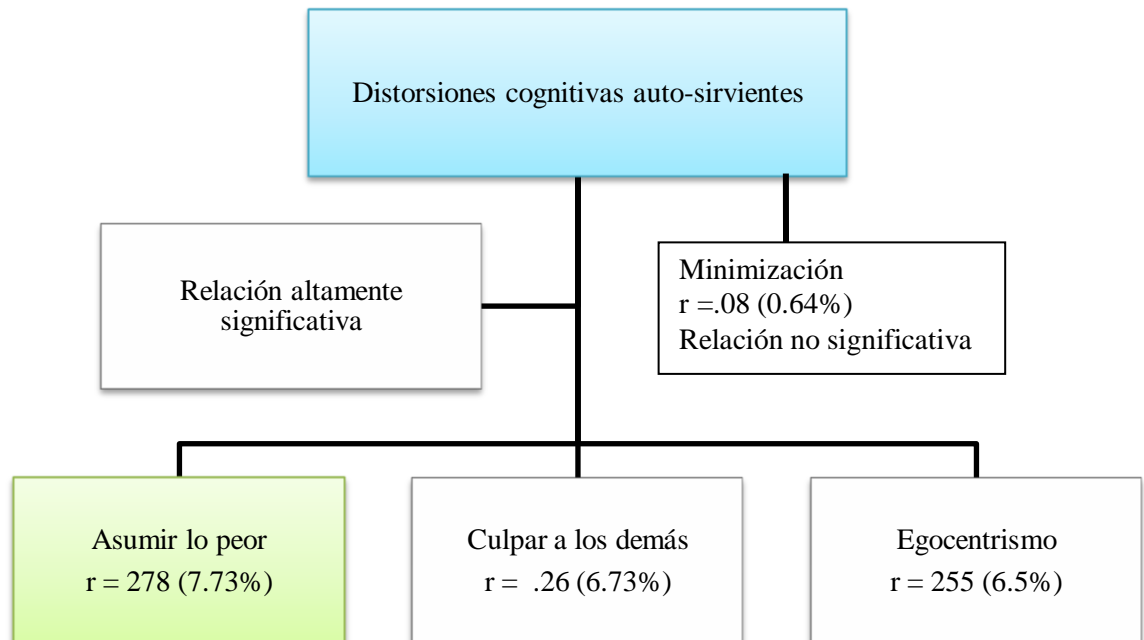 Distorsiones cognitivas auto-sirvientes
Relación altamente
significativa
Minimización
r =.08 (0.64%)
Relación no significativa
Asumir lo peor
r = 278 (7.73%)
Culpar a los demás
r = .26 (6.73%)
Egocentrismo
r = 255 (6.5%)